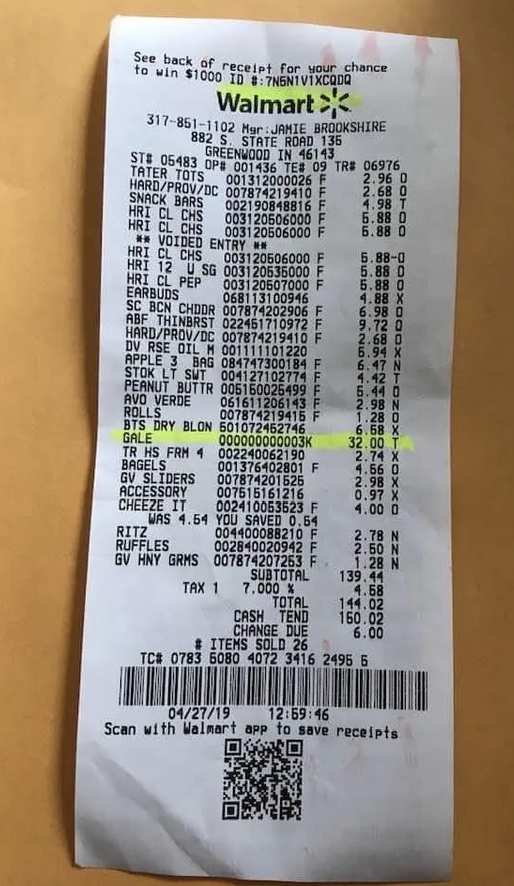 See back of receipt for your chance
to win $1000 ID #:7N5N1V1XCQDQ
Walmart
317-851-1102 Mgr:JAMIE BROOKSHIRE
882 S. STATE ROAD 135
GREENWOOD IN 46143
ST# 05483 OP# 001436 TE# 09 TR# 06976
TATER TOTS 001312000026 F 2.96 O
HARD/PROV/DC 007874219410 F 2.68 O
SNACK BARS 002190848816 F 4.98 T
HRI CL CHS 003120506000 F 5.88 O
HRI CL CHS 003120506000 F 5.88 O
** VOIDED ENTRY **
HRI CL CHS 003120506000 F 5.88-O
HRI 12 U SG 003120535000 F 5.88 O
HRI CL PEP 003120507000 F 5.88 O
EARBUDS 068113100946 4.88 X
SC BCN CHDDR 007874202906 F 6.98 O
ABF THINBRST 022451710972 F 9.72 O
HARD/PROV/DC 007874219410 F 2.68 O
DV RSE OIL M 001111101220 5.94 X
APPLE 3 BAG 084747300184 F 6.47 N
STOK LT SWT 004127102774 F 4.42 T
PEANUT BUTTR 005160025499 F 5.44 O
AVO VERDE 061611206143 F 2.98 N
ROLLS 007874219415 F 1.28 O
BTS DRY BLON 501072452746 6.58 X
GALE 000000000003K 32.00 T
TR HS FRM 4 002240062190 2.74 X
BAGELS 001376402801 F 4.56 O
GV SLIDERS 007874201525 2.98 X
ACCESSORY 007515161216 0.97 X
CHEEZE IT 002410053523 F 4.00 O
WAS 4.54 YOU SAVED 0.54
RITZ 004400088210 F 2.78 N
RUFFLES 002840020942 F 2.50 N
GV HNY GRMS 007874207253 F 1.28 N
SUBTOTAL 139.44
TAX 1 7.000 % 4.58
TOTAL 144.02
CASH TEND 150.02
CHANGE DUE 6.00
# ITEMS SOLD 26
TC# 0783 5080 4072 3416 2495 5
04/27/19 12:59:46
Scan with Walmart app to save receipts